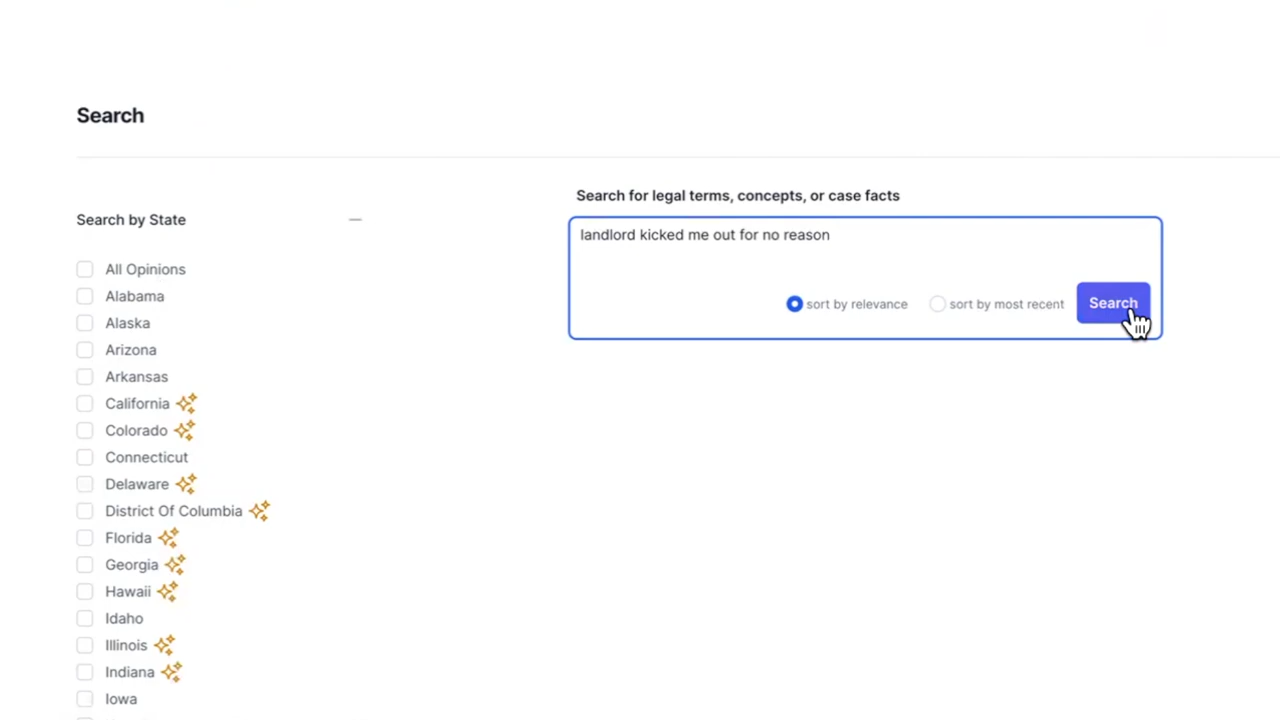 Search
Search by State
All Opinions
Alabama
Alaska
Arizona
Arkansas
California
Colorado
Connecticut
Delaware
District Of Columbia
Florida
Georgia
Hawaii
Idaho
Illinois
Indiana
Iowa
Search for legal terms, concepts, or case facts
landlord kicked me out for no reason
sort by relevance sort by most recent Search